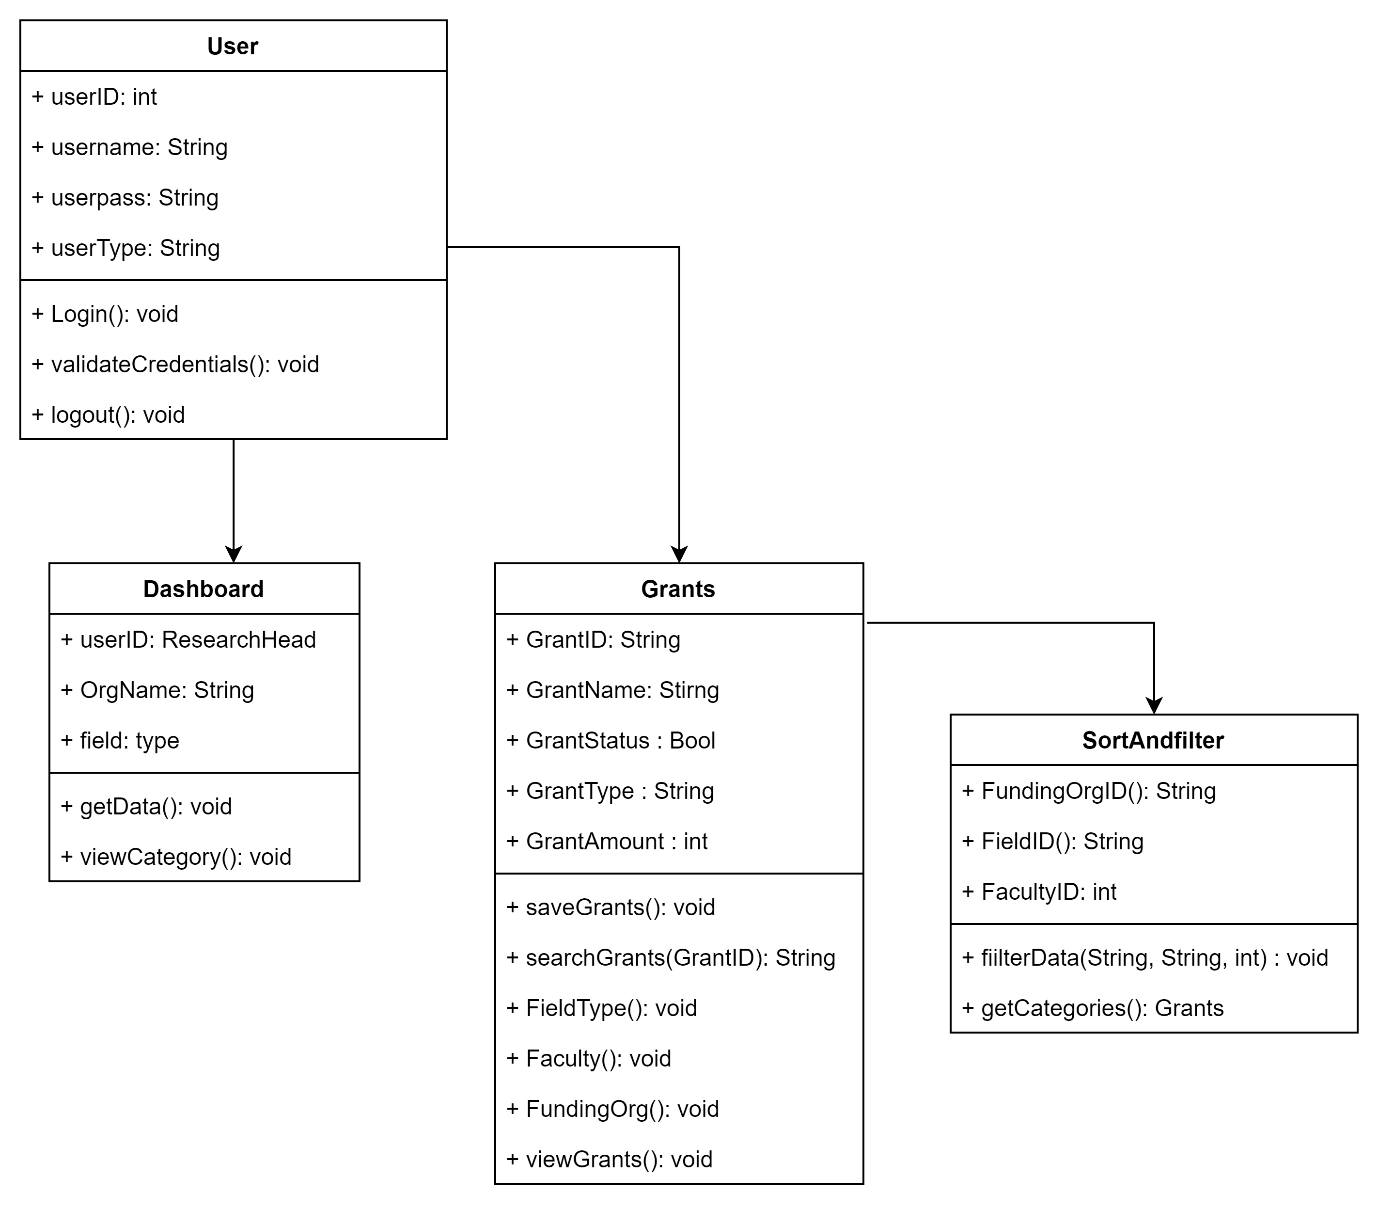 User
+ userID: int
+ username: String
+ userpass: String
+ userType: String
+ Login(): void
+ validateCredentials(): void
+ logout(): void
Dashboard
+ userID: ResearchHead
+ OrgName: String
+ field: type
+ getData(): void
+ viewCategory(): void
Grants
+ GrantID: String
+ GrantName: Stirng
+ GrantStatus : Bool
+ GrantType : String
+ GrantAmount : int
+ saveGrants(): void
+ searchGrants(GrantID): String
+ FieldType(): void
+ Faculty(): void
+ FundingOrg(): void
+ viewGrants(): void
SortAndfilter
+ FundingOrgID(): String
+ FieldID(): String
+ FacultyID: int
+ fiilterData(String, String, int) : void
+ getCategories(): Grants